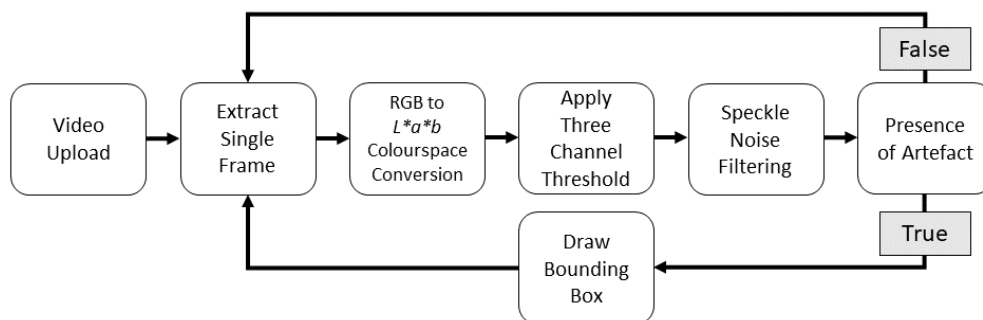 False
Video
Upload
Extract
Single
Frame
RGB to
L*a*b
Colourspace
Conversion
Apply
Three
Channel
Threshold
Speckle
Noise
Filtering
Presence
of Artefact
True
Draw
Bounding
Box